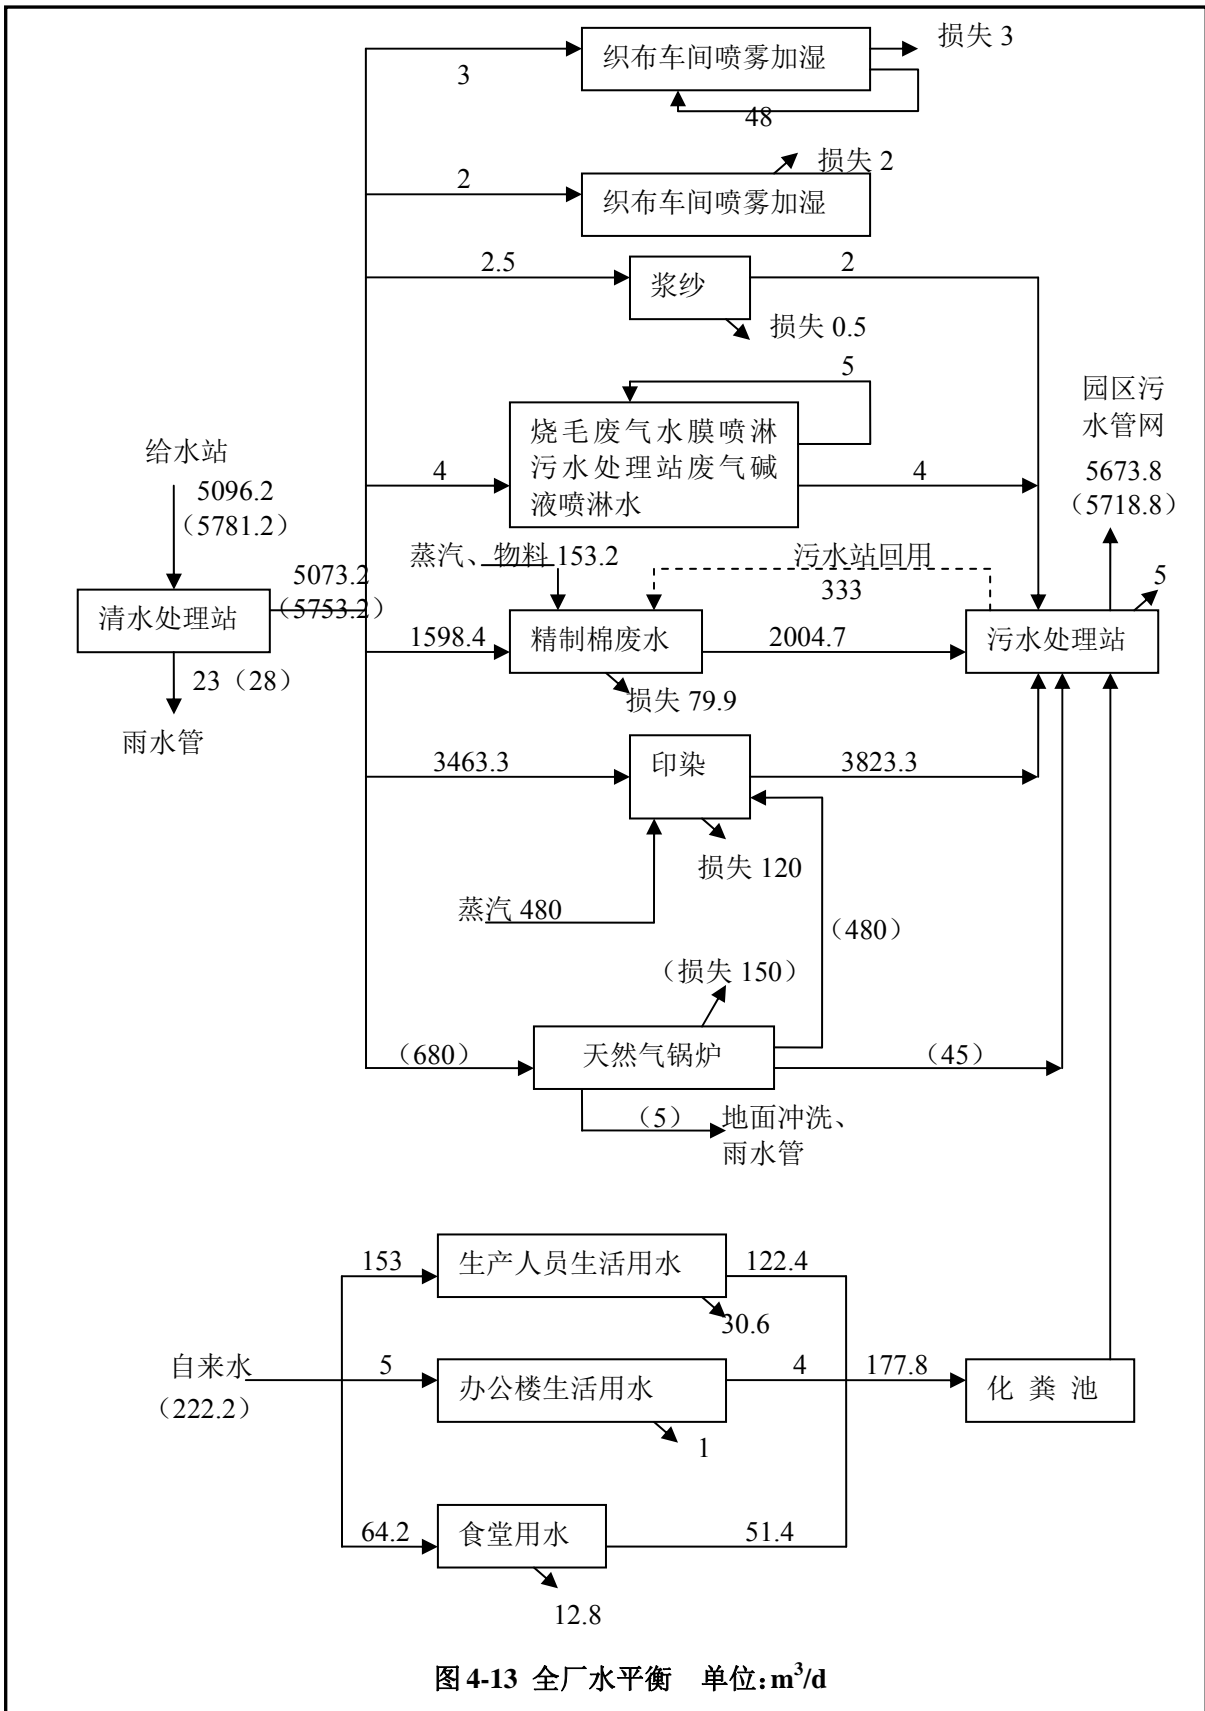 损失 3
织布车间喷雾加湿
3
48
损失 2
2
织布车间喷雾加湿
2.5
浆纱
2
损失 0.5
5
园区污
水管网
烧毛废气水膜喷淋
污水处理站废气碱
液喷淋水
给水站
4
4
5673.8
（5718.8）
5096.2
（5781.2）
蒸汽、物料 153.2
污水站回用
333
5
5073.2
（5753.2）
清水处理站
1598.4
精制棉废水
2004.7
污水处理站
23（28）
损失 79.9
雨水管
3463.3
印染
3823.3
损失 120
蒸汽 480
（480）
（损失 150）
（680）
天然气锅炉
（45）
（5）
地面冲洗、
雨水管
153
生产人员生活用水
122.4
30.6
自来水
（222.2）
5
办公楼生活用水
4
177.8
化 粪 池
1
64.2
食堂用水
51.4
12.8
图 4-13 全厂水平衡 单位：m³/d